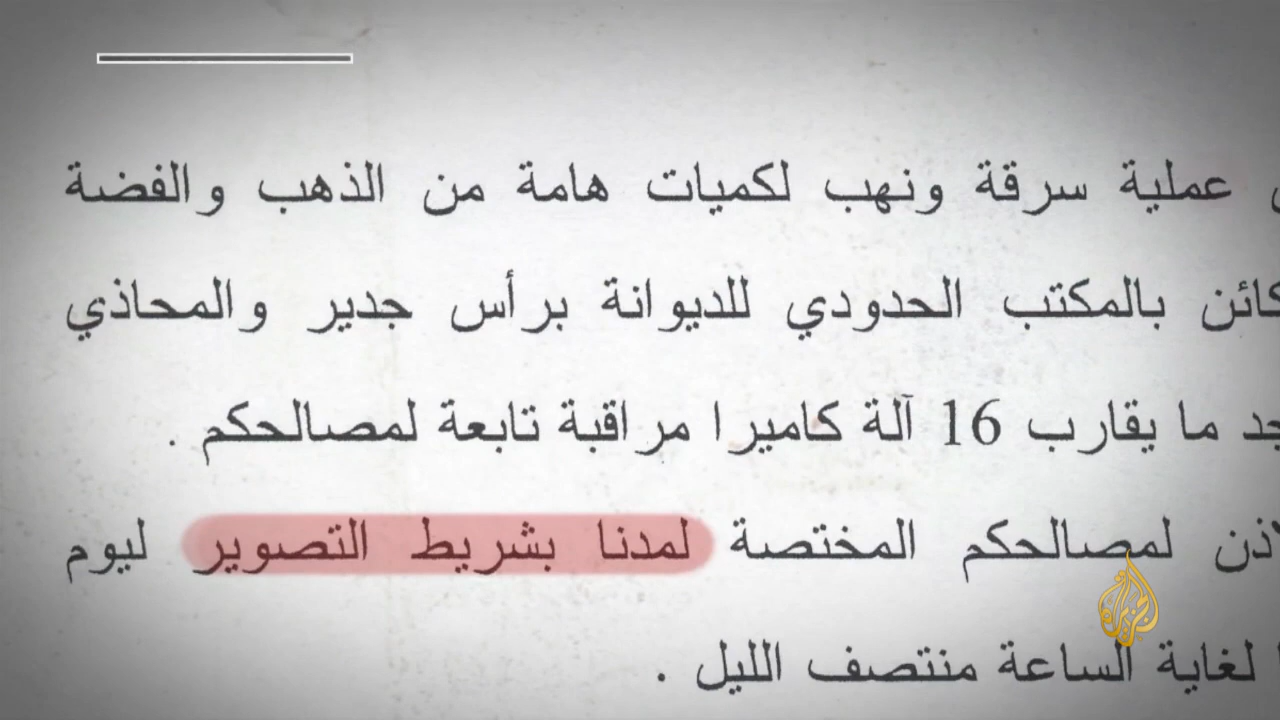 عملية سرقة ونهب لكميات هامة من الذهب والفضة
بالمكتب الحدودي للديوانة برأس جدير والمحاذي
ما يقارب 16 آلة كاميرا مراقبة تابعة لمصالحكم .
لمصالحكم المختصة لمدنا بشريط التصوير ليوم
لغاية الساعة منتصف الليل .
الجزيرة